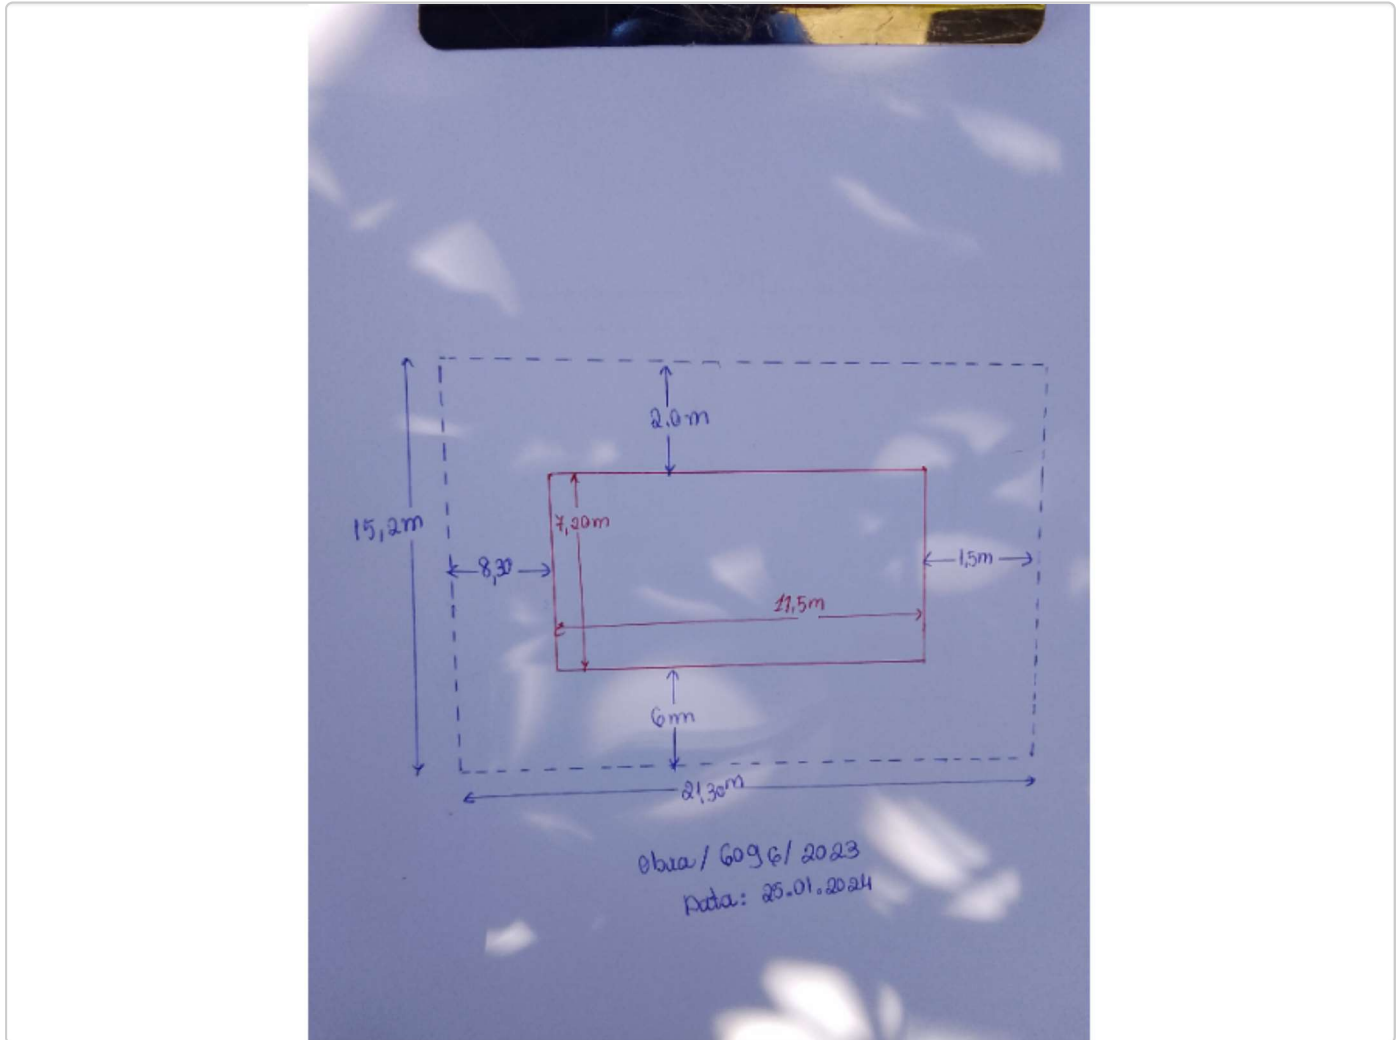 2.0m
15,2m
7,20m
8,30
1,5m
11,5m
6m
21,30m
Obra / 6096/ 2023
Data: 25.01.2024